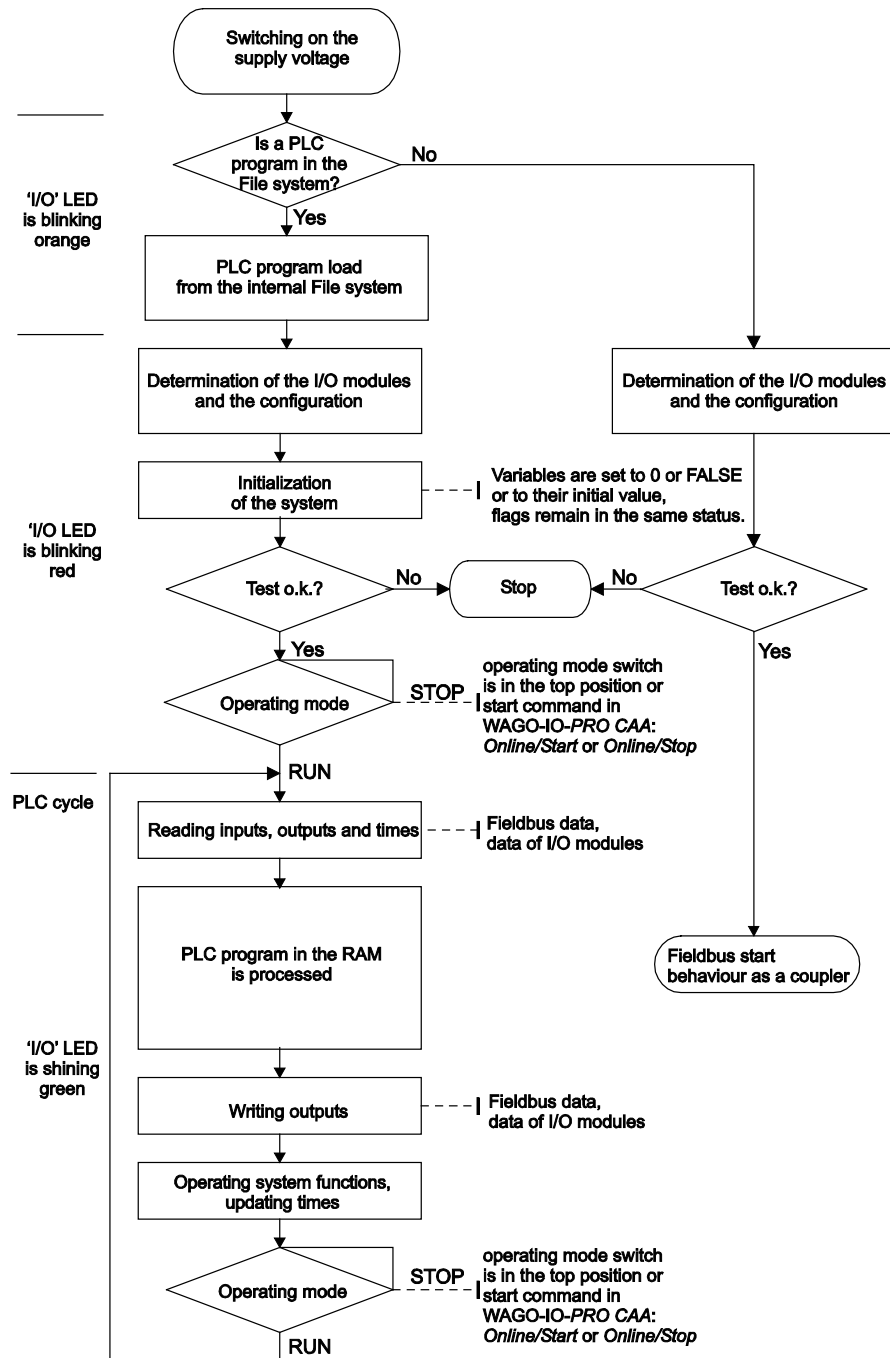 Switching on the
supply voltage
Is a PLC
program in the
File system?
No
'I/O' LED
is blinking
orange
Yes
PLC program load
from the internal File system
Determination of the I/O modules
and the configuration
Determination of the I/O modules
and the configuration
Initialization
of the system
Variables are set to 0 or FALSE
or to their initial value,
flags remain in the same status.
'I/O LED
is blinking
red
Test o.k.?
No
Stop
No
Test o.k.?
Yes
Yes
Operating mode
STOP
operating mode switch
is in the top position or
start command in
WAGO-IO-PRO CAA:
Online/Start or Online/Stop
RUN
PLC cycle
Reading inputs, outputs and times
Fieldbus data,
data of I/O modules
PLC program in the RAM
is processed
Fieldbus start
behaviour as a coupler
'I/O' LED
is shining
green
Writing outputs
Fieldbus data,
data of I/O modules
Operating system functions,
updating times
Operating mode
STOP
operating mode switch
is in the top position or
start command in
WAGO-IO-PRO CAA:
Online/Start or Online/Stop
RUN